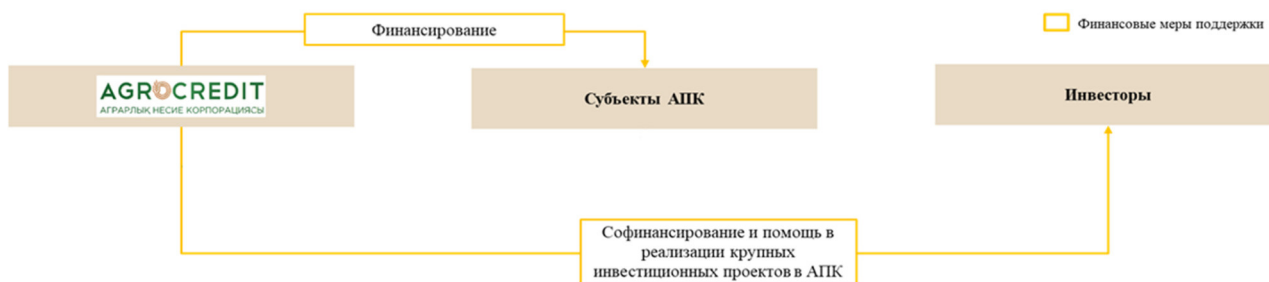 Финансирование
Финансовые меры поддержки
AGROCREDIT
АГРАРЛЫҚ НЕСИЕ КОРПОРАЦИЯСЫ
Субъекты АПК
Инвесторы
Софинансирование и помощь в
реализации крупных
инвестиционных проектов в АПК